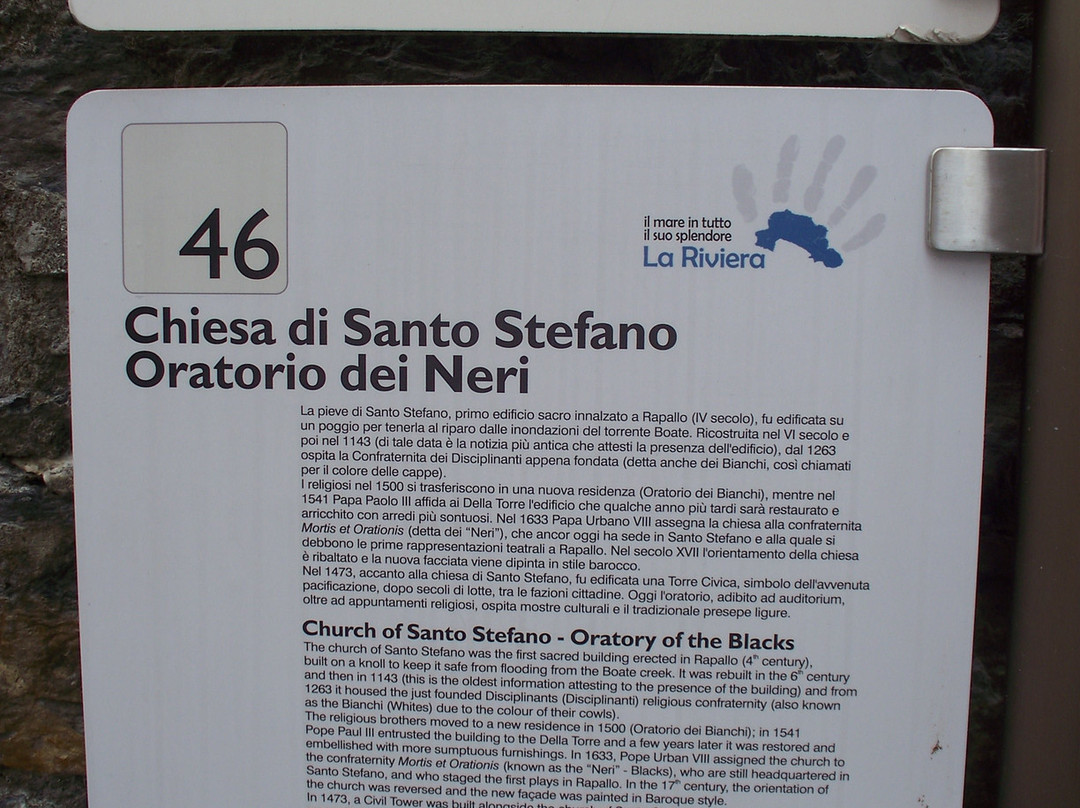 46
il mare in tutto
il suo splendore
La Riviera
Chiesa di Santo Stefano
Oratorio dei Neri
La pieve di Santo Stefano, primo edificio sacro innalzato a Rapallo (IV secolo), fu edificata su
un poggio per tenerla al riparo dalle inondazioni del torrente Boate. Ricostruita nel VI secolo e
poi nel 1143 (di tale data è la notizia più antica che attesti la presenza dell'edificio), dal 1263
ospita la Confraternita dei Disciplinanti appena fondata (detta anche dei Bianchi, così chiamati
per il colore delle cappe).
I religiosi nel 1500 si trasferiscono in una nuova residenza (Oratorio dei Bianchi), mentre nel
1541 Papa Paolo III affida ai Della Torre l'edificio che qualche anno più tardi sarà restaurato e
arricchito con arredi più sontuosi. Nel 1633 Papa Urbano VIII assegna la chiesa alla confraternita
Mortis et Orationis (detta dei “Neri”), che ancor oggi ha sede in Santo Stefano e alla quale si
debbono le prime rappresentazioni teatrali a Rapallo. Nel secolo XVII l'orientamento della chiesa
è ribaltato e la nuova facciata viene dipinta in stile barocco.
Nel 1473, accanto alla chiesa di Santo Stefano, fu edificata una Torre Civica, simbolo dell'avvenuta
pacificazione, dopo secoli di lotte, tra le fazioni cittadine. Oggi l'oratorio, adibito ad auditorium,
oltre ad appuntamenti religiosi, ospita mostre culturali e il tradizionale presepe ligure.
Church of Santo Stefano - Oratory of the Blacks
The church of Santo Stefano was the first sacred building erected in Rapallo (4th century),
built on a knoll to keep it safe from flooding from the Boate creek. It was rebuilt in the 6th century
and then in 1143 (this is the oldest information attesting to the presence of the building) and from
1263 it housed the just founded Disciplinants (Disciplinanti) religious confraternity (also known
as the Bianchi (Whites) due to the colour of their cowls).
The religious brothers moved to a new residence in 1500 (Oratorio dei Bianchi); in 1541
Pope Paul III entrusted the building to the Della Torre and a few years later it was restored and
embellished with more sumptuous furnishings. In 1633, Pope Urban VIII assigned the church to
the confraternity Mortis et Orationis (known as the “Neri” - Blacks), who are still headquartered in
Santo Stefano, and who staged the first plays in Rapallo. In the 17th century, the orientation of
the church was reversed and the new façade was painted in Baroque style.
In 1473, a Civil Tower was built alongside the church of